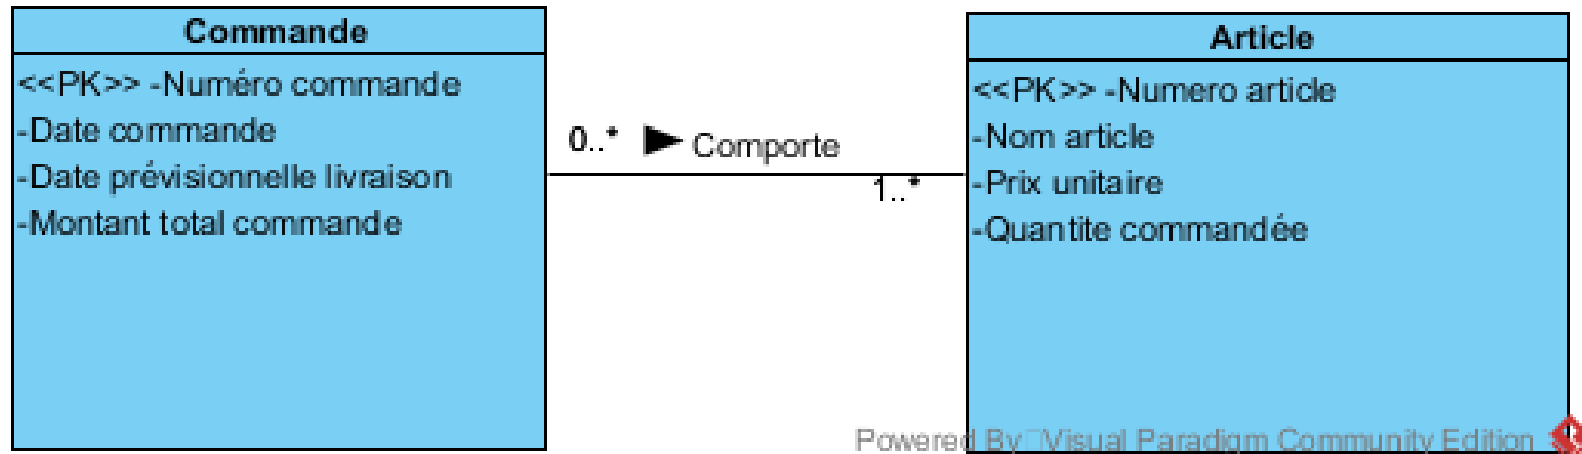 Commande
<<PK>> -Numéro commande
-Date commande
-Date prévisionnelle livraison
-Montant total commande
0..* ► Comporte
1..*
Article
<<PK>> -Numero article
-Nom article
-Prix unitaire
-Quantite commandée
Powered By Visual Paradigm Community Edition